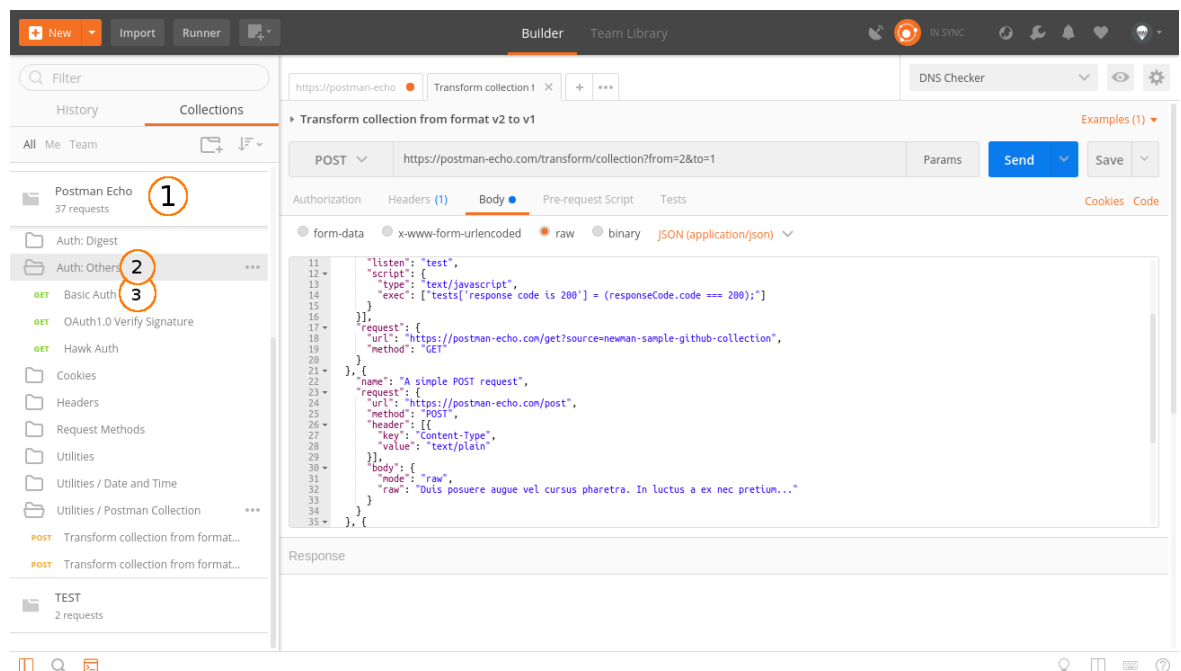 New Import Runner Builder Team Library IN SYNC
Filter
History Collections
All Me Team
Postman Echo
37 requests
1
Auth: Digest
Auth: Others 2
GET Basic Auth 3
GET OAuth1.0 Verify Signature
GET Hawk Auth
Cookies
Headers
Request Methods
Utilities
Utilities / Date and Time
Utilities / Postman Collection
POST Transform collection from format...
POST Transform collection from format...
TEST
2 requests
https://postman-echo Transform collection f + DNS Checker
Transform collection from format v2 to v1 Examples (1)
POST https://postman-echo.com/transform/collection?from=2&to=1 Params Send Save
Authorization Headers (1) Body Pre-request Script Tests Cookies Code
form-data x-www-form-urlencoded raw binary JSON (application/json)
11 "listen": "test",
12 "script": {
13 "type": "text/javascript",
14 "exec": ["tests['response code is 200'] = (responseCode.code === 200);"]
15 }
16 }],
17 "request": {
18 "url": "https://postman-echo.com/get?source=newman-sample-github-collection",
19 "method": "GET"
20 }
21 }, {
22 "name": "A simple POST request",
23 "request": {
24 "url": "https://postman-echo.com/post",
25 "method": "POST",
26 "header": [{
27 "key": "Content-Type",
28 "value": "text/plain"
29 }],
30 "body": {
31 "mode": "raw",
32 "raw": "Duis posuere augue vel cursus pharetra. In luctus a ex nec pretium..."
33 }
34 }
35 }, {
Response